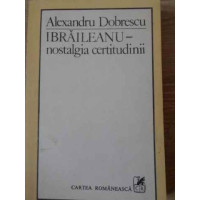 Alexandru Dobrescu
IBRĂILEANU –
nostalgia certitudinii
CARTEA ROMÂNEASCĂ